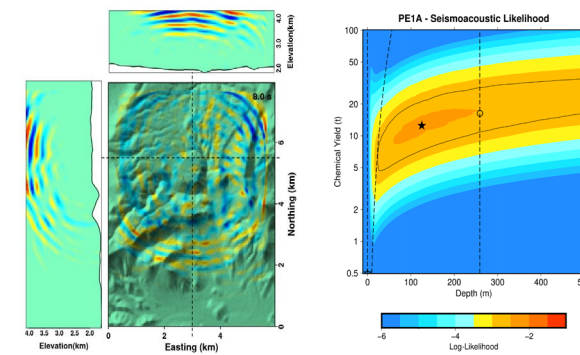 Elevation(km)
4.0
3.0
2.0
8.0 s
6
4
2
0
Northing (km)
4.0 3.5 3.0 2.5 2.0
Elevation(km)
0 2 4
Easting (km)
PE1A - Seismoacoustic Likelihood
100
50
20
10
5
2
1
0.5
Chemical Yield (t)
0 100 200 300 400
Depth (m)
−6 −4 −2
Log-Likelihood